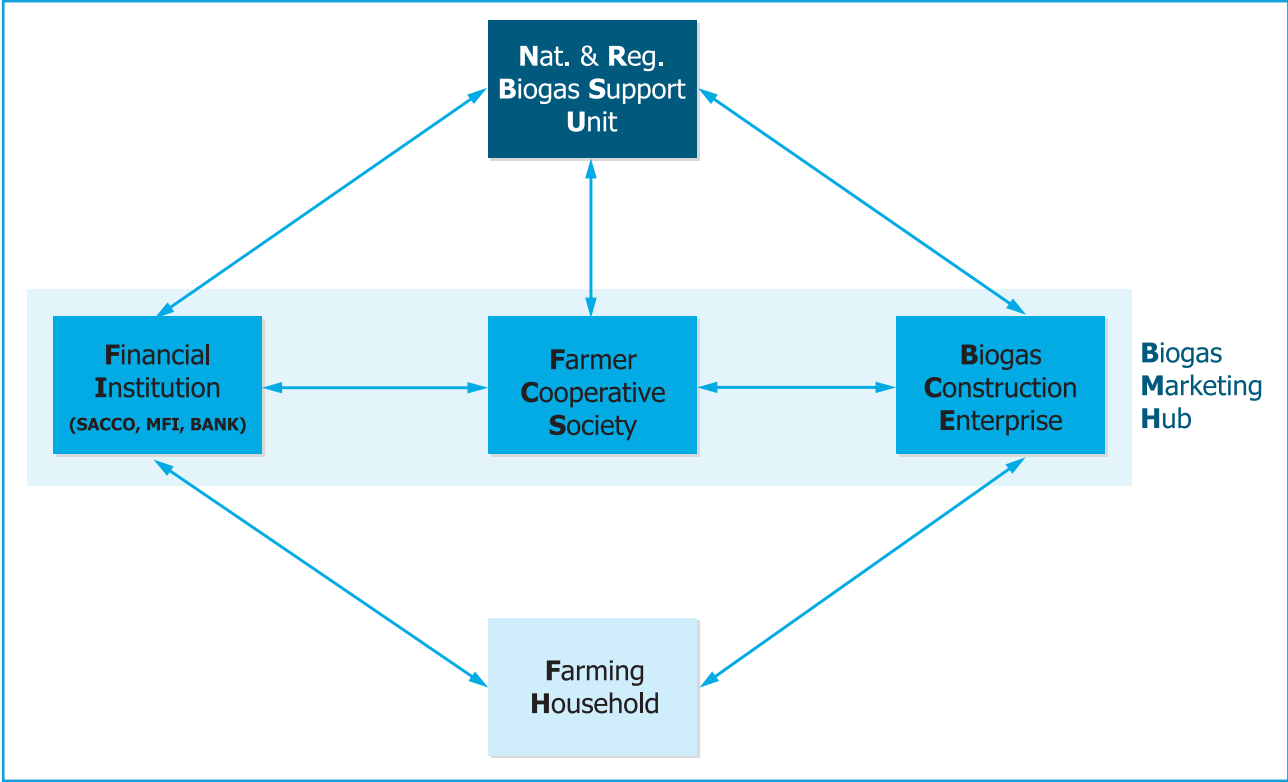 Nat. & Reg.
Biogas Support
Unit
Financial
Institution
(SACCO, MFI, BANK)
Farmer
Cooperative
Society
Biogas
Construction
Enterprise
Biogas
Marketing
Hub
Farming
Household